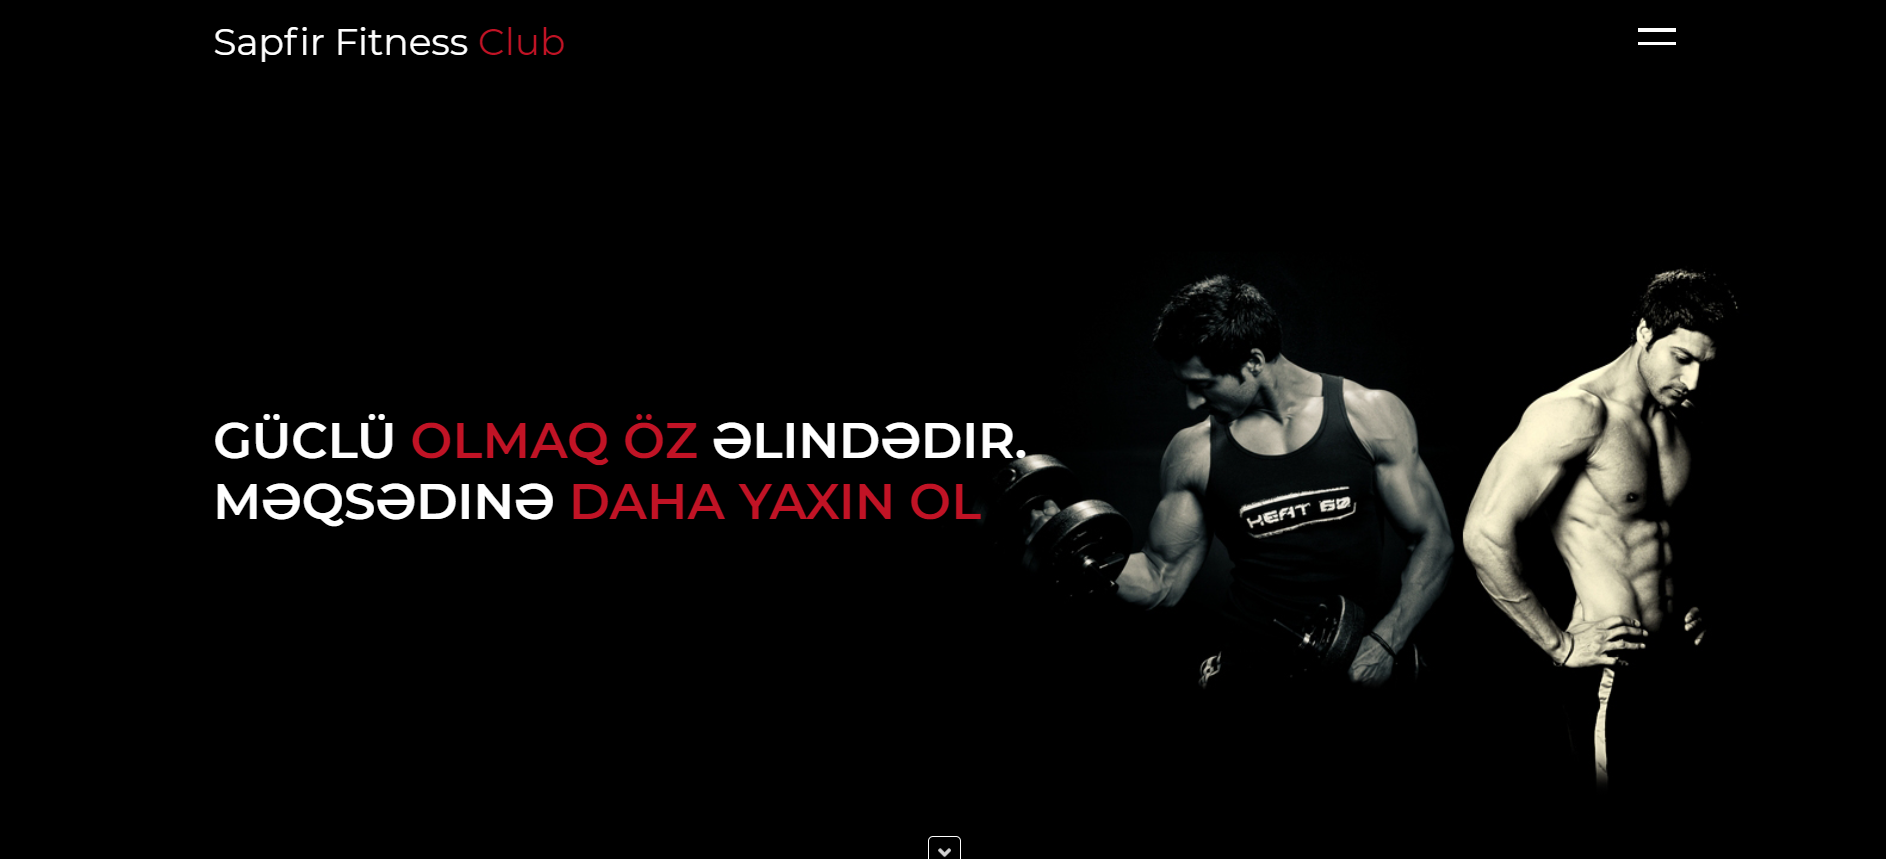 Sapfir Fitness Club
GÜCLÜ OLMAQ ÖZ ƏLINDƏDIR.
MƏQSƏDINƏ DAHA YAXIN OL
HEAT 60